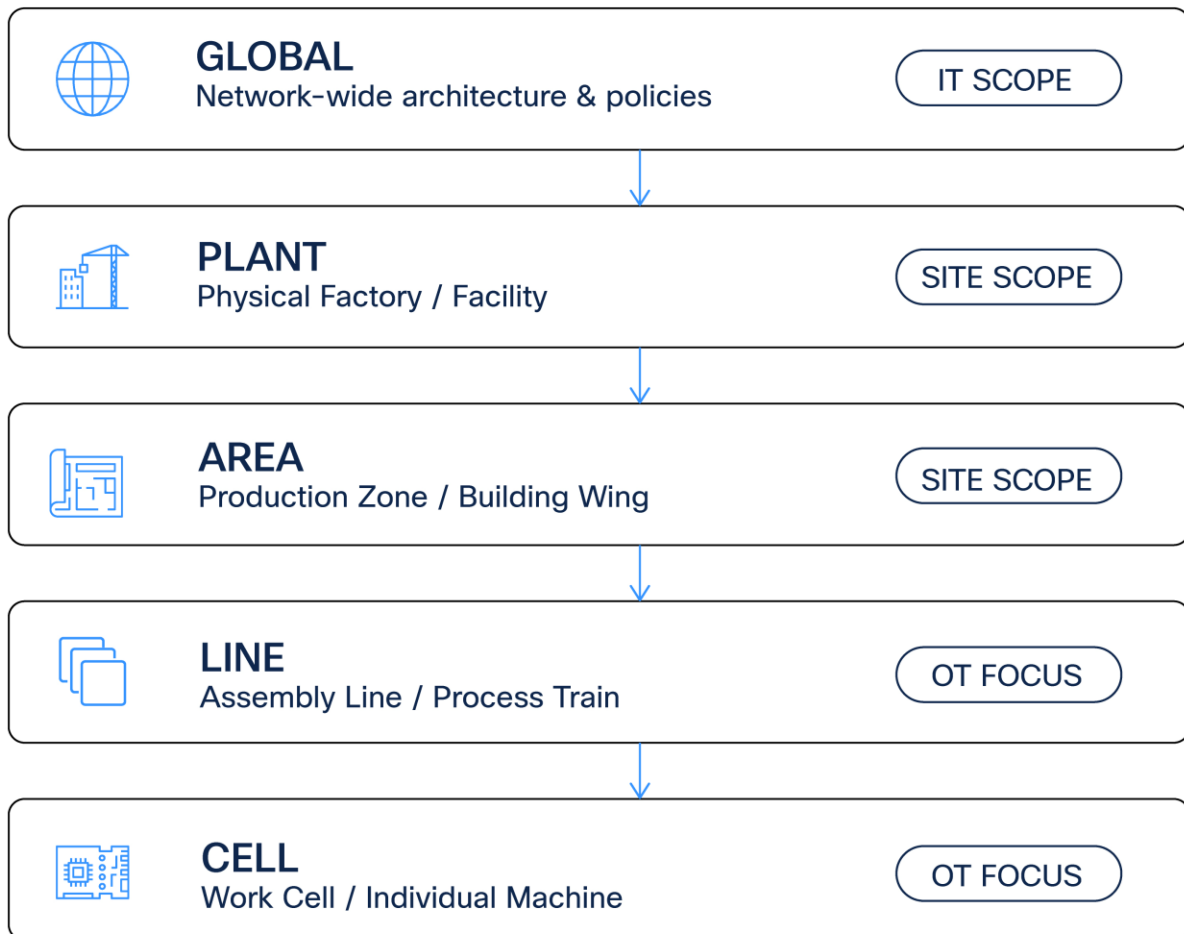 GLOBAL
Network-wide architecture & policies
IT SCOPE
PLANT
Physical Factory / Facility
SITE SCOPE
AREA
Production Zone / Building Wing
SITE SCOPE
LINE
Assembly Line / Process Train
OT FOCUS
CELL
Work Cell / Individual Machine
OT FOCUS